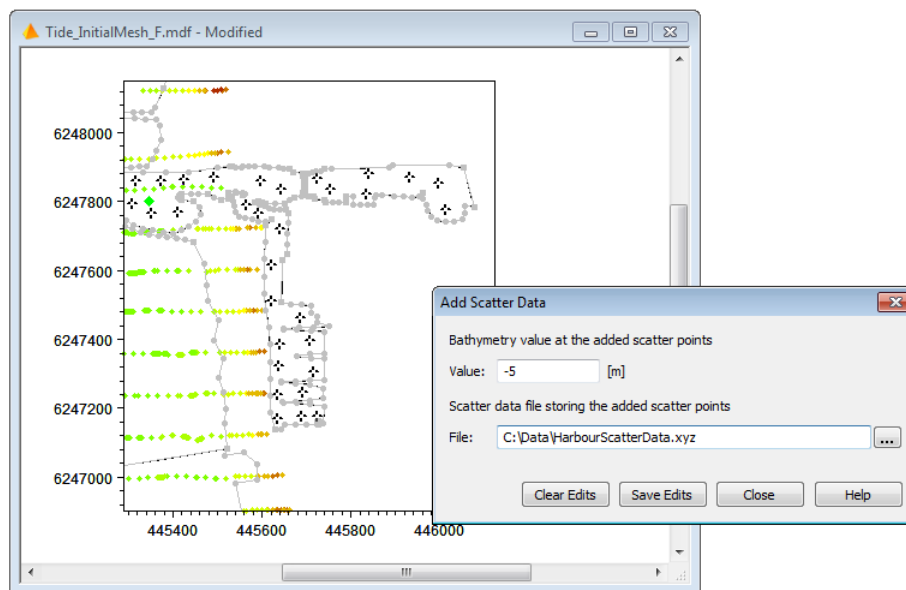 Tide_InitialMesh_F.mdf - Modified
6248000
6247800
6247600
6247400
6247200
6247000
445400
445600
445800
446000
Add Scatter Data
Bathymetry value at the added scatter points
Value:
-5
[m]
Scatter data file storing the added scatter points
File:
C:\Data\HarbourScatterData.xyz
...
Clear Edits
Save Edits
Close
Help